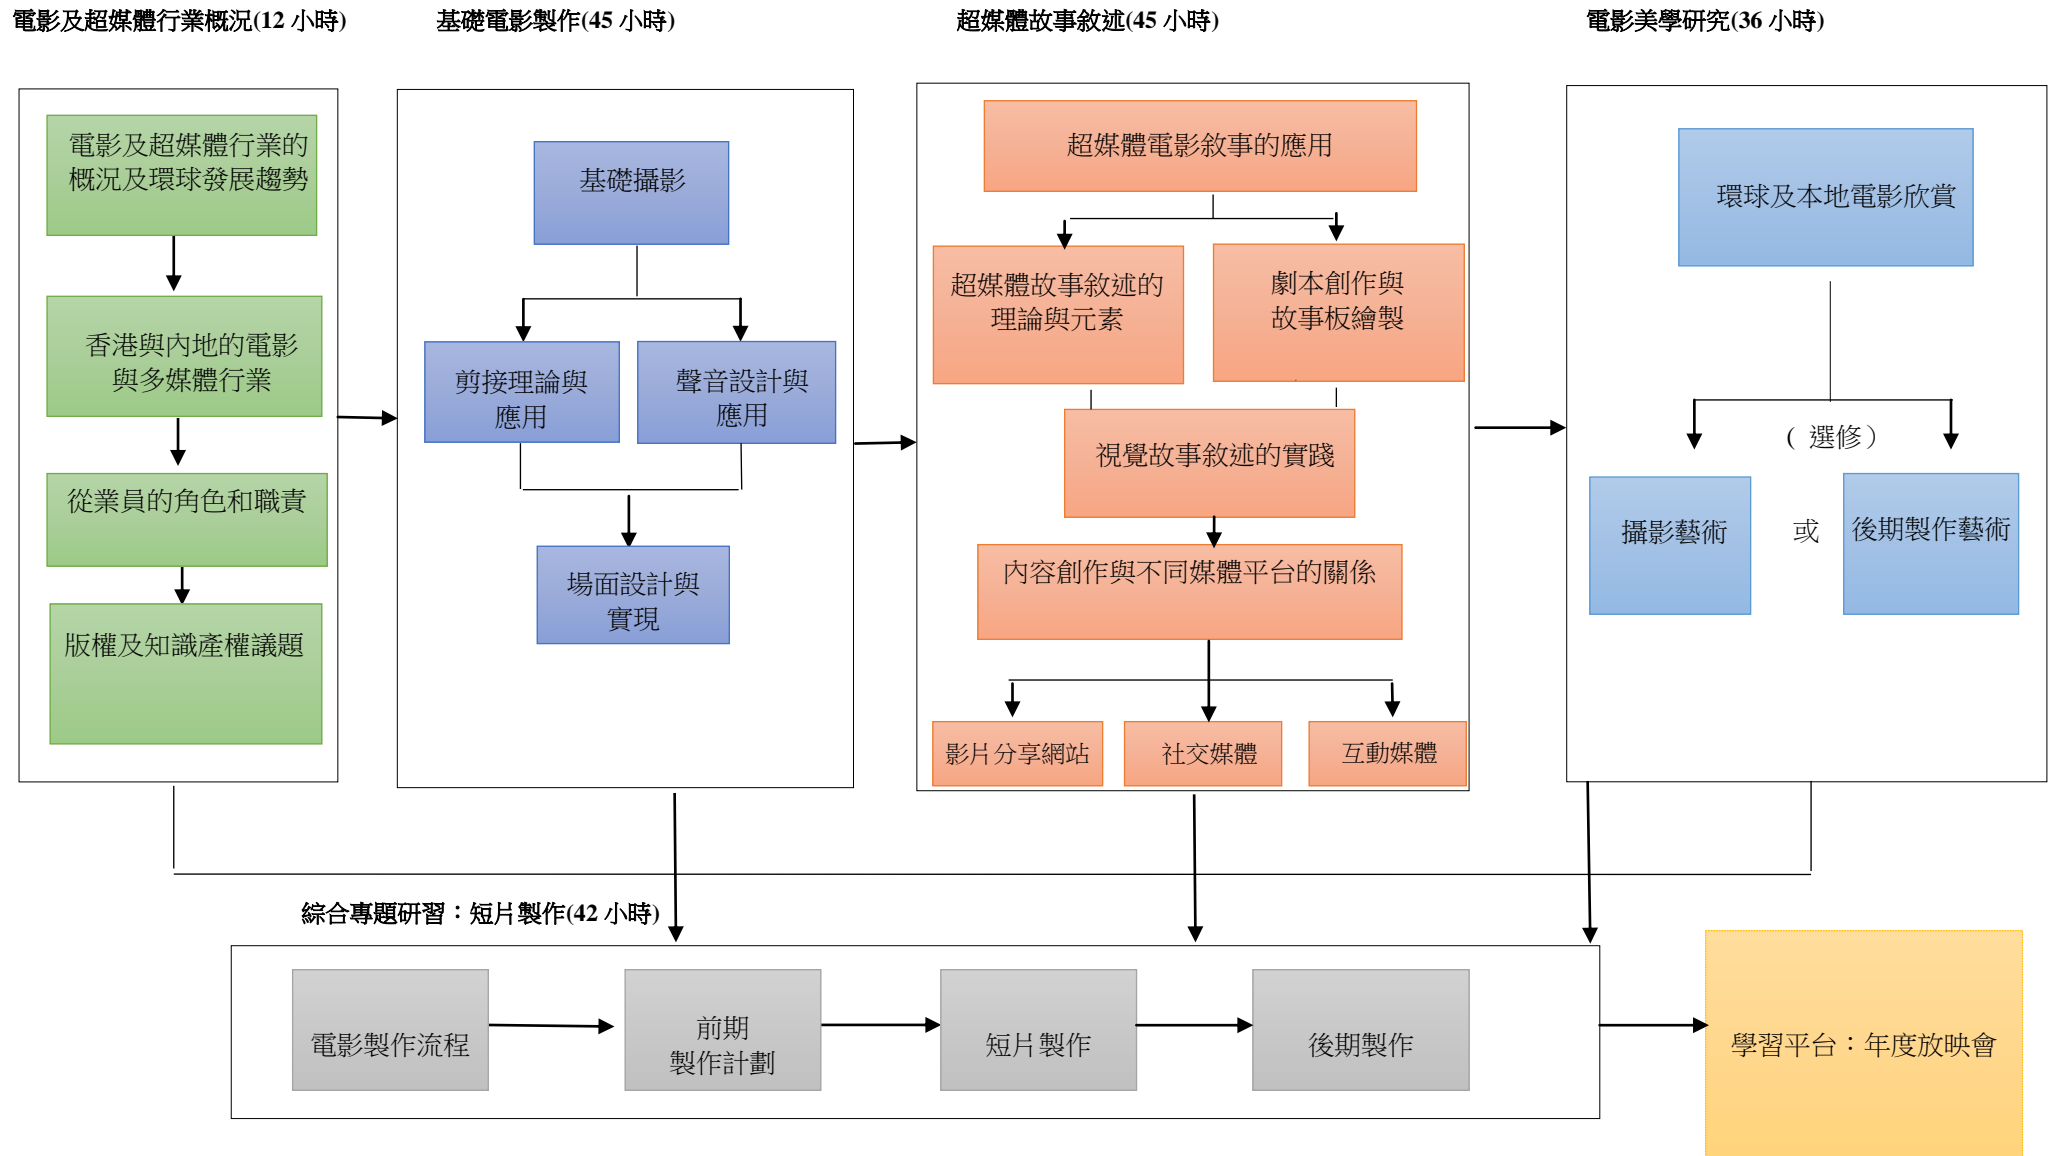 電影及超媒體行業概況(12 小時)
基礎電影製作(45 小時)
超媒體故事敘述(45 小時)
電影美學研究(36 小時)
電影及超媒體行業的
概況及環球發展趨勢
香港與內地的電影
與多媒體行業
從業員的角色和職責
版權及知識產權議題
基礎攝影
剪接理論與
應用
聲音設計與
應用
場面設計與
實現
超媒體電影敘事的應用
超媒體故事敘述的
理論與元素
劇本創作與
故事板繪製
視覺故事敘述的實踐
內容創作與不同媒體平台的關係
影片分享網站
社交媒體
互動媒體
環球及本地電影欣賞
（ 選修）
攝影藝術
或
後期製作藝術
綜合專題研習：短片製作(42 小時)
電影製作流程
前期
製作計劃
短片製作
後期製作
學習平台：年度放映會